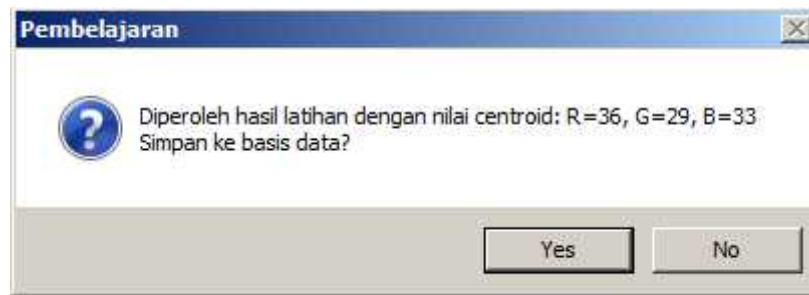 Pembelajaran
Diperoleh hasil latihan dengan nilai centroid: R=36, G=29, B=33
Simpan ke basis data?
Yes
No